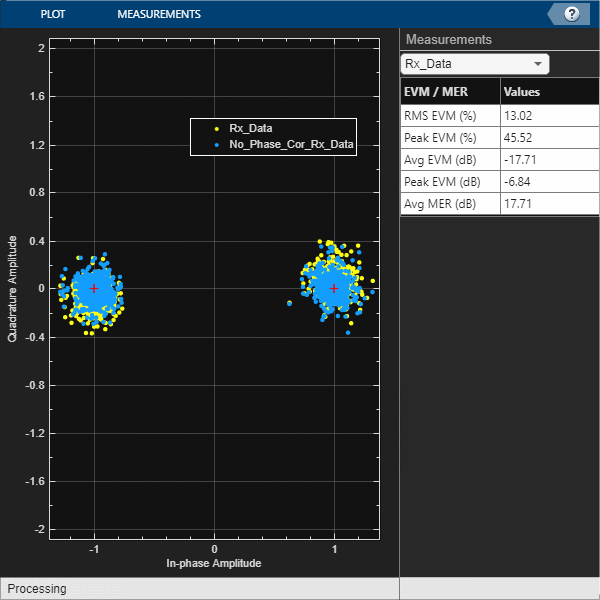 PLOT MEASUREMENTS ?
Measurements
Rx_Data
EVM / MER Values
RMS EVM (%) 13.02
Peak EVM (%) 45.52
Avg EVM (dB) -17.71
Peak EVM (dB) -6.84
Avg MER (dB) 17.71
2
1.6
1.2
0.8
0.4
0
-0.4
-0.8
-1.2
-1.6
-2
Quadrature Amplitude
Rx_Data
No_Phase_Cor_Rx_Data
-1 0 1
In-phase Amplitude
Processing